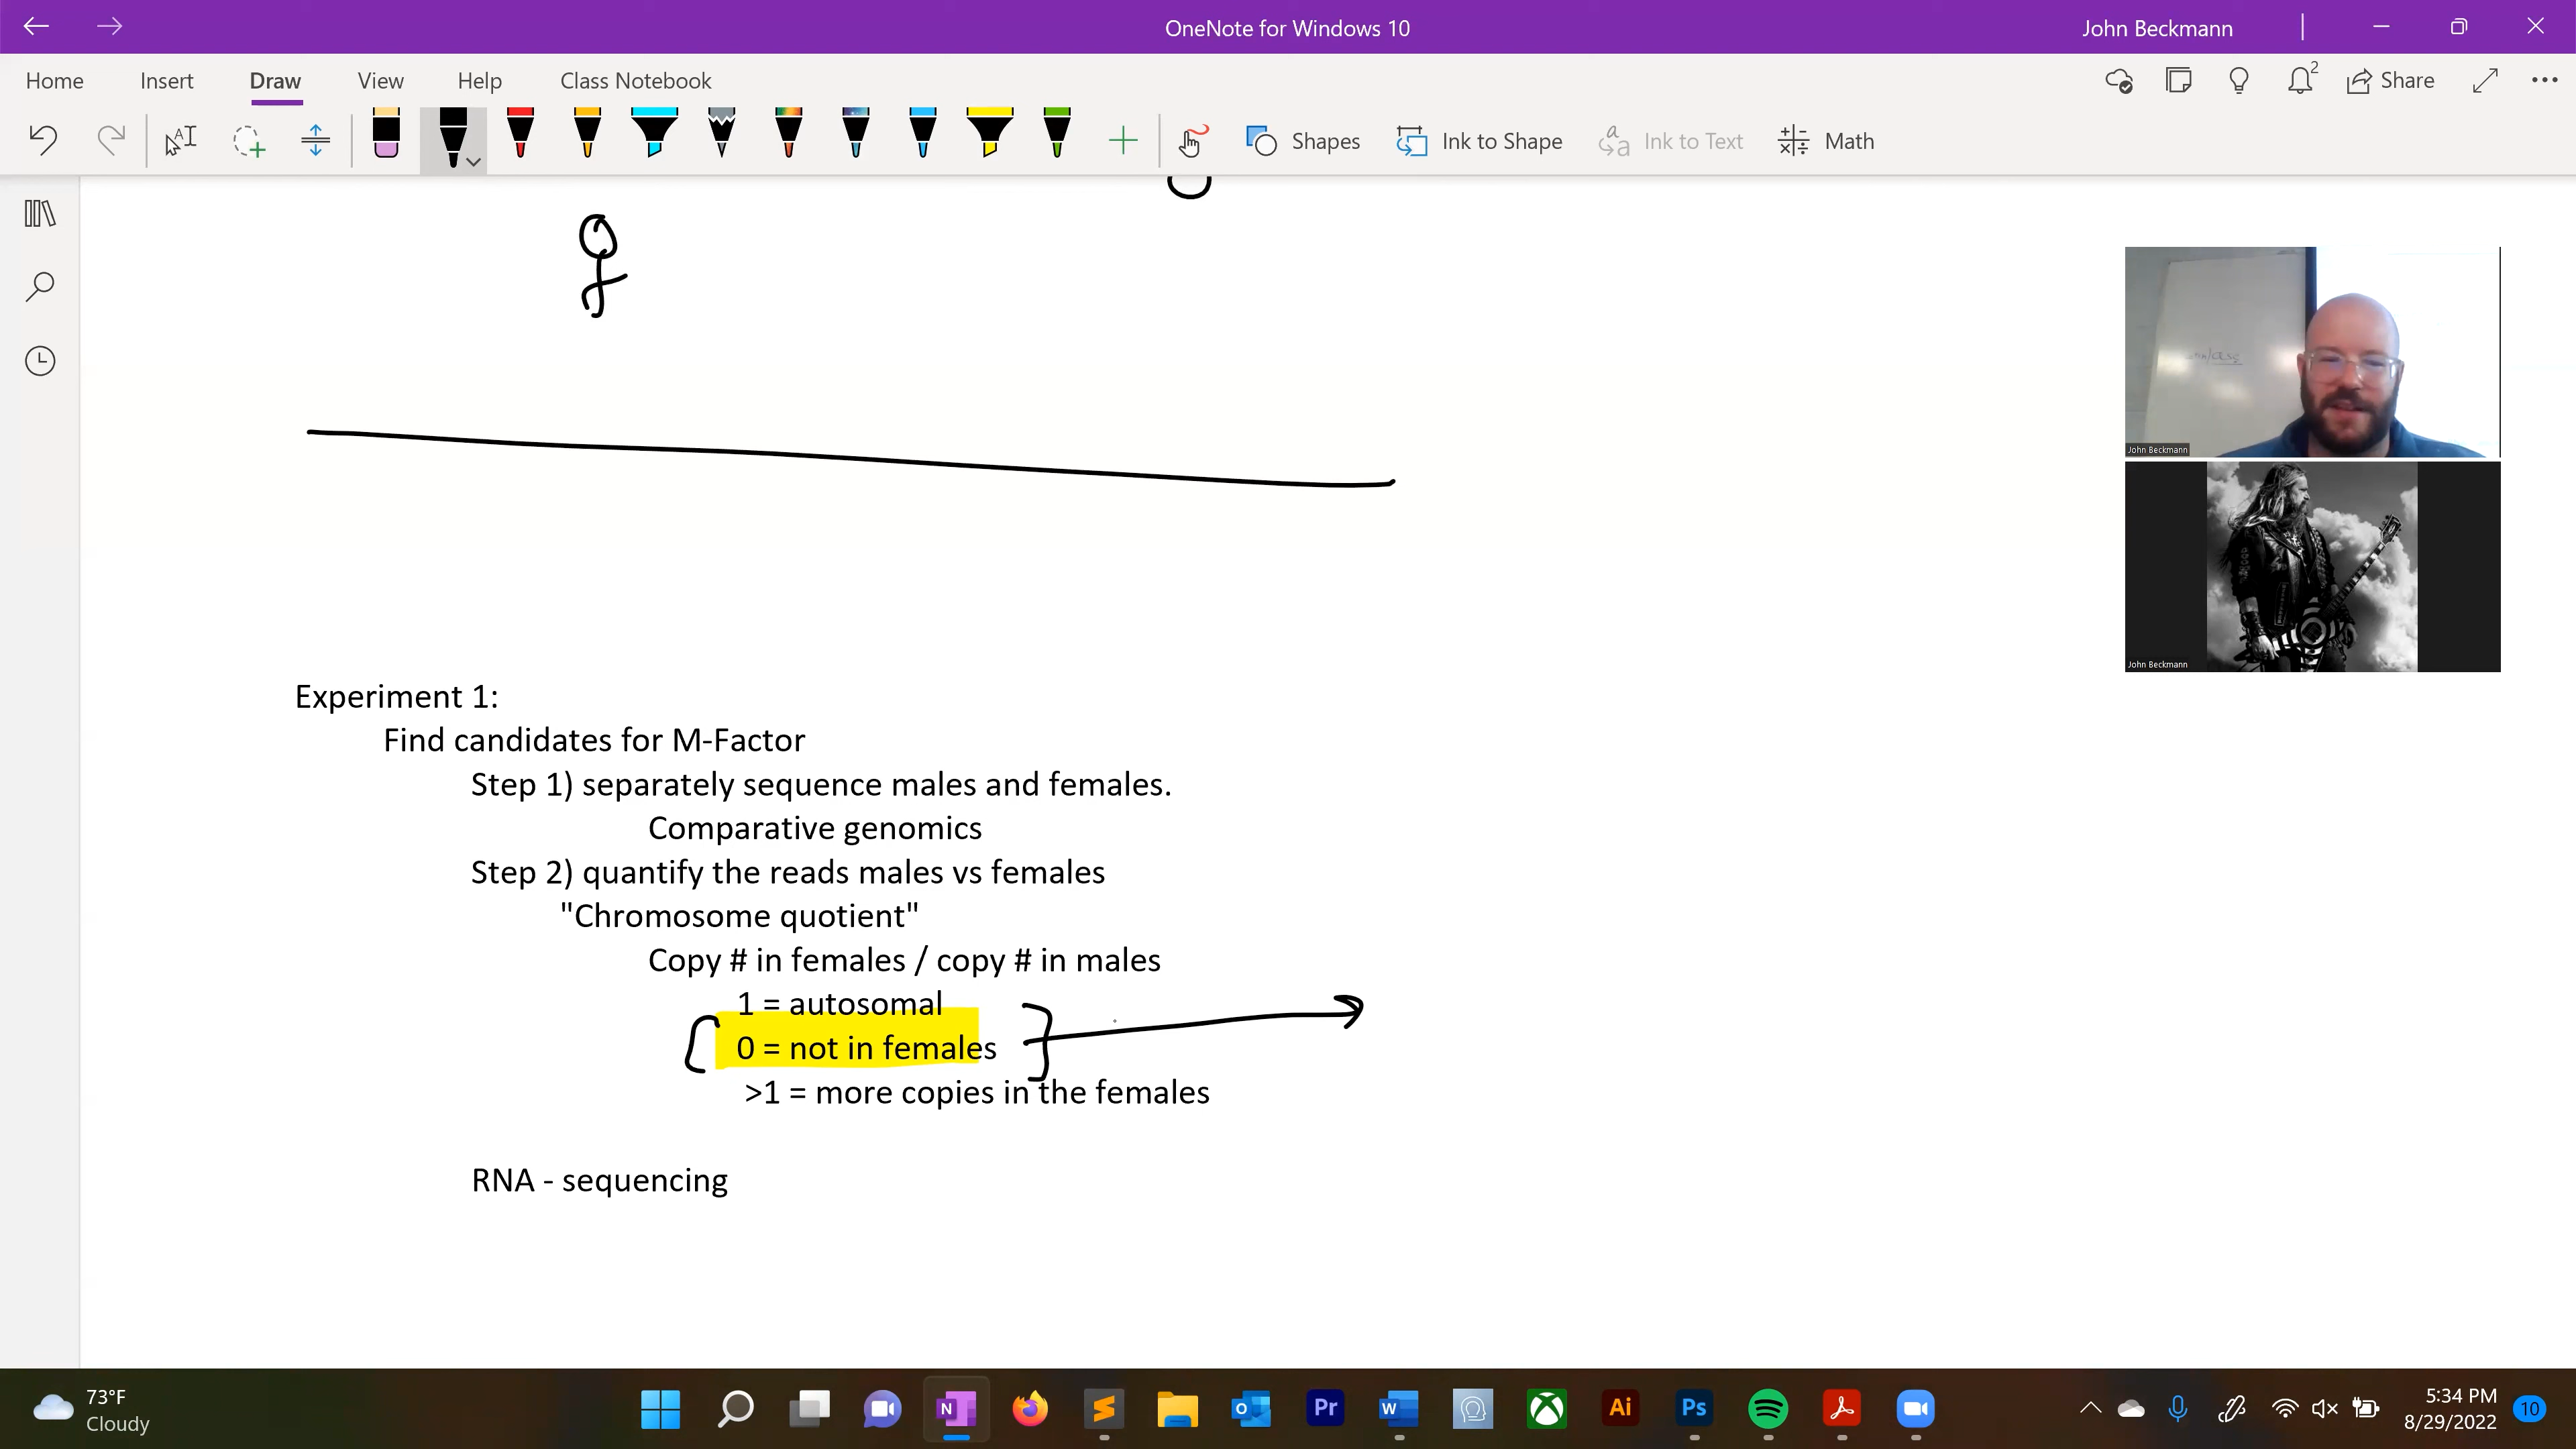 OneNote for Windows 10
John Beckmann
Home Insert Draw View Help Class Notebook
2
Share
Shapes Ink to Shape Ink to Text Math
John Beckmann
John Beckmann
Experiment 1:
Find candidates for M-Factor
Step 1) separately sequence males and females.
Comparative genomics
Step 2) quantify the reads males vs females
"Chromosome quotient"
Copy # in females / copy # in males
1 = autosomal
0 = not in females
>1 = more copies in the females
RNA - sequencing
73°F
Cloudy
5:34 PM
8/29/2022
10